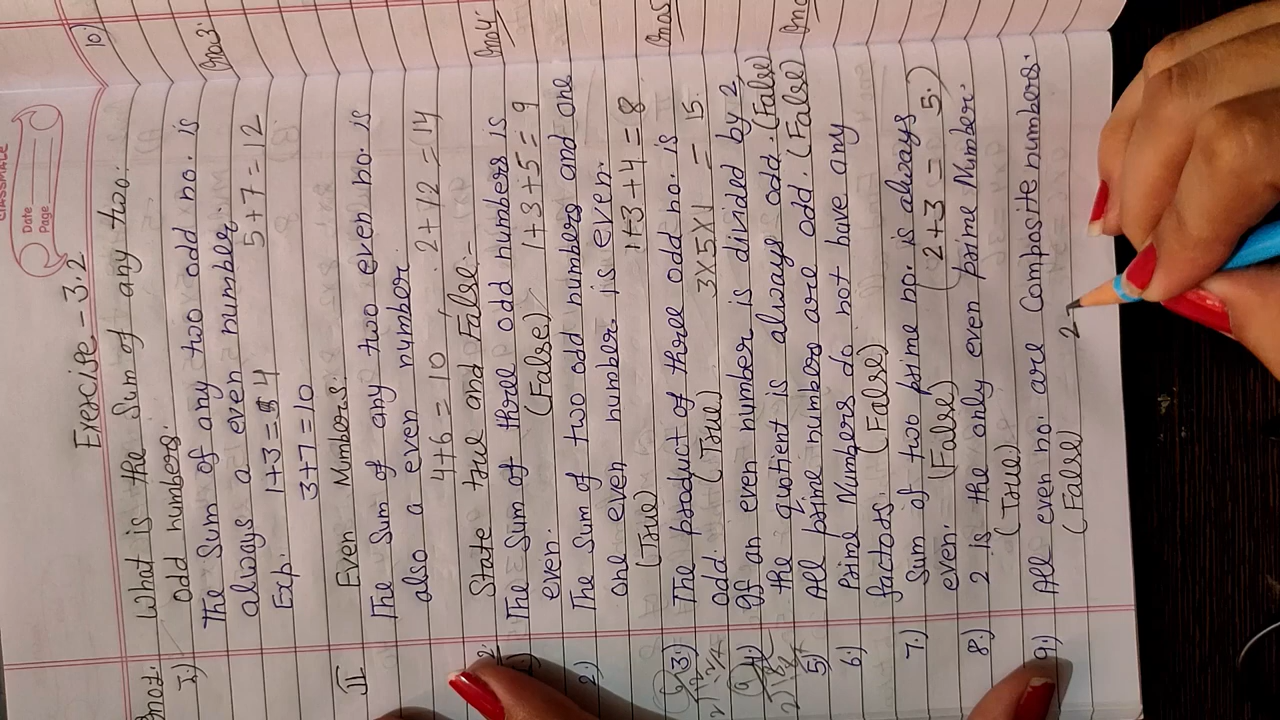 CLASSMATE
Date
Page
Exercise - 3.2
What is the Sum of any two.
I) odd numbers.
The Sum of any two odd no. is
always a even number.
Exp. 1+3=4 5+7=12
3+7=10
II Even Numbers.
The Sum of any two even no. is
also a even number
4+6=10, 2+12=14
State true and False.-
The Sum of three odd numbers is
even. (False) 1+3+5=9
2.) The Sum of two odd numbers and one
one even number. is even.
(True) 1+3+4=8
3.) The product of three odd no. is
odd. (True) 3×5×1=15.
If an even number is divided by 2,
the quotient is always odd. (False)
5) All prime numbers are odd. (False)
6.) Prime Numbers do not have any
factors. (False)
7.) Sum of two prime no. is always
even. (False) (2+3=5.)
8.) 2 is the only even prime Number.
(True)
9.) All even no. are Composite numbers.
(False) 2
10)
Qno3.
Qno4.
Qno5